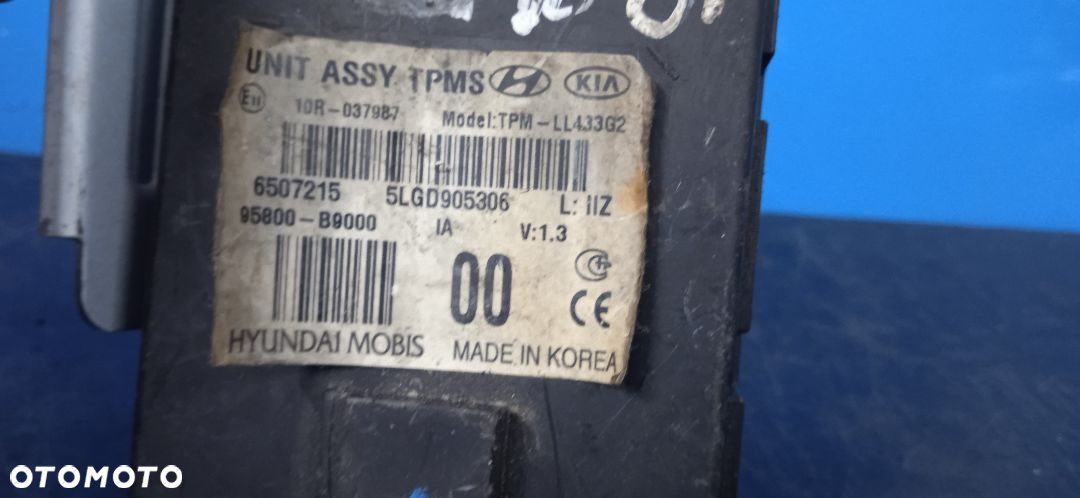 UNIT ASSY TPMS H KIA
E11 10R-037987 Model:TPM-LL433G2
6507215 5LGD905306 L: IIZ
95800-B9000 IA V:1.3
00
CE
HYUNDAI MOBIS MADE IN KOREA
OTOMOTO